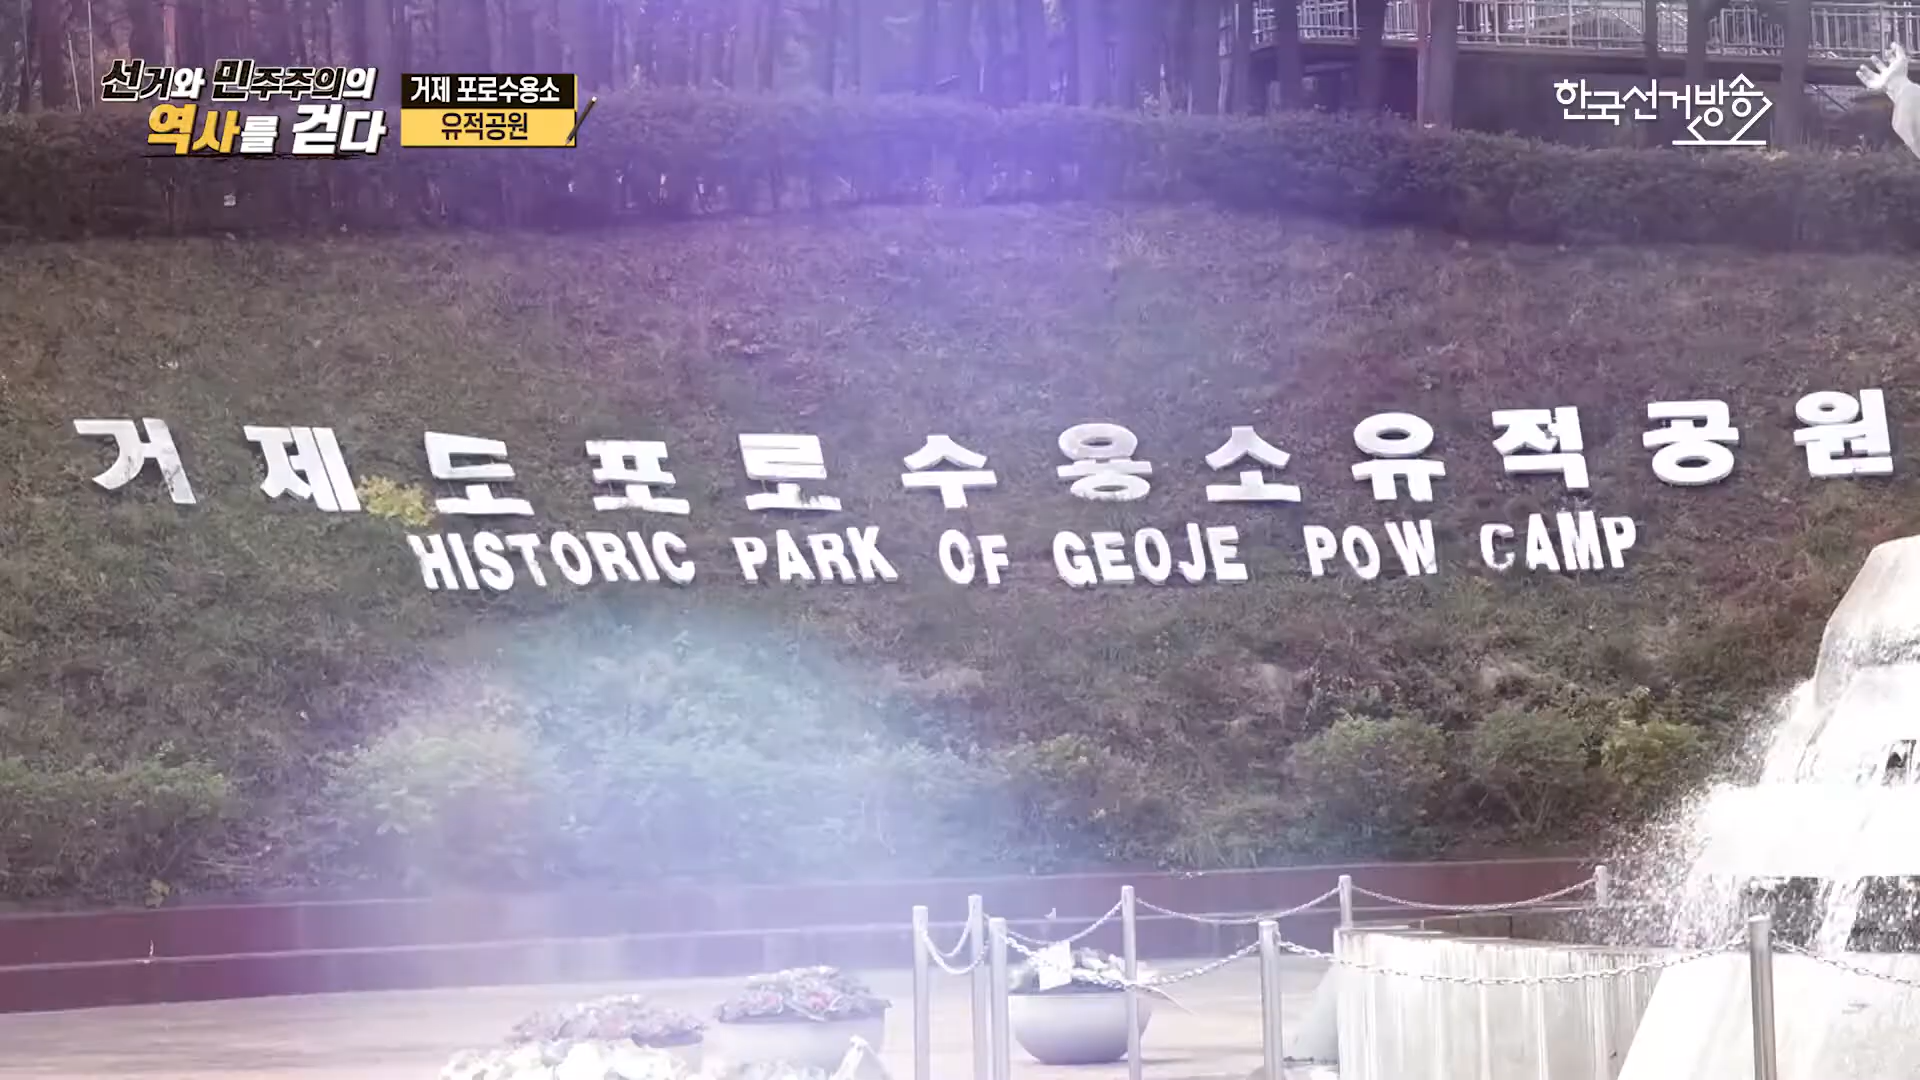 선거와 민주주의의
역사를 걷다
거제 포로수용소
유적공원
한국선거방송
거제도포로수용소유적공원
HISTORIC PARK OF GEOJE POW CAMP